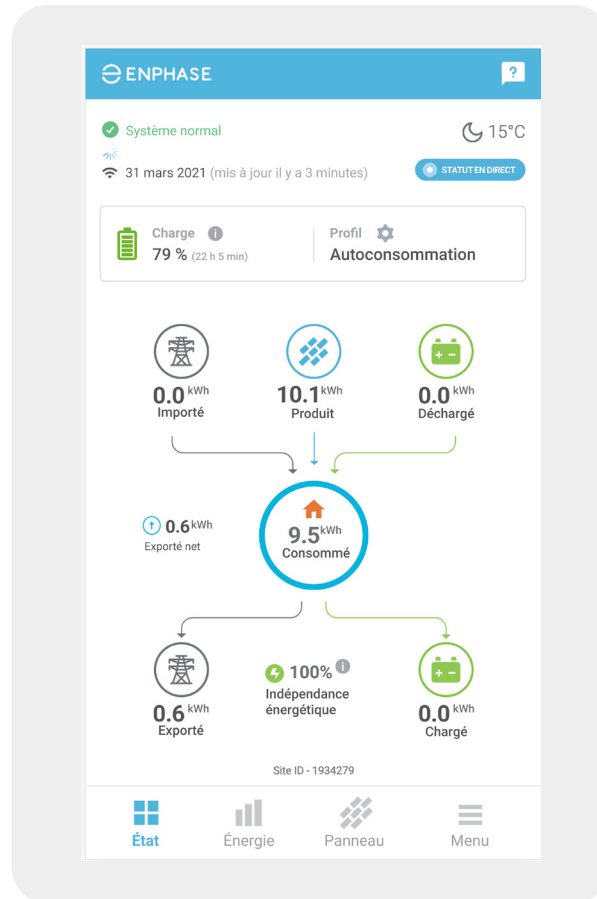 ENPHASE
?
Système normal
15°C
31 mars 2021 (mis à jour il y a 3 minutes)
STATUT EN DIRECT
Charge i
Profil
79 % (22 h 5 min)
Autoconsommation
0.0 kWh
Importé
10.1 kWh
Produit
0.0 kWh
Déchargé
0.6 kWh
Exporté net
9.5 kWh
Consommé
100% i
Indépendance
énergétique
0.6 kWh
Exporté
0.0 kWh
Chargé
Site ID - 1934279
État
Énergie
Panneau
Menu